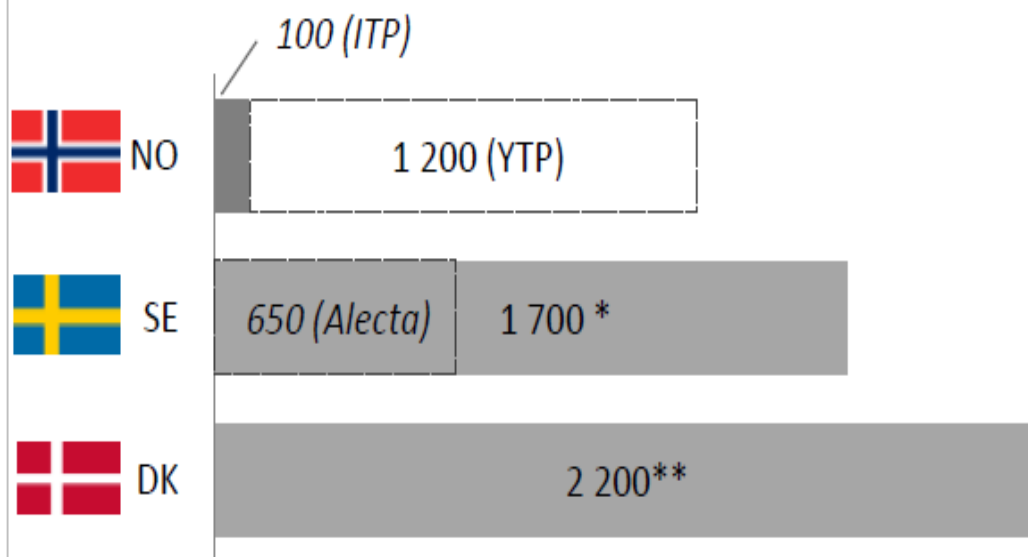 100 (ITP)
NO
1 200 (YTP)
SE
650 (Alecta)
1 700 *
DK
2 200**